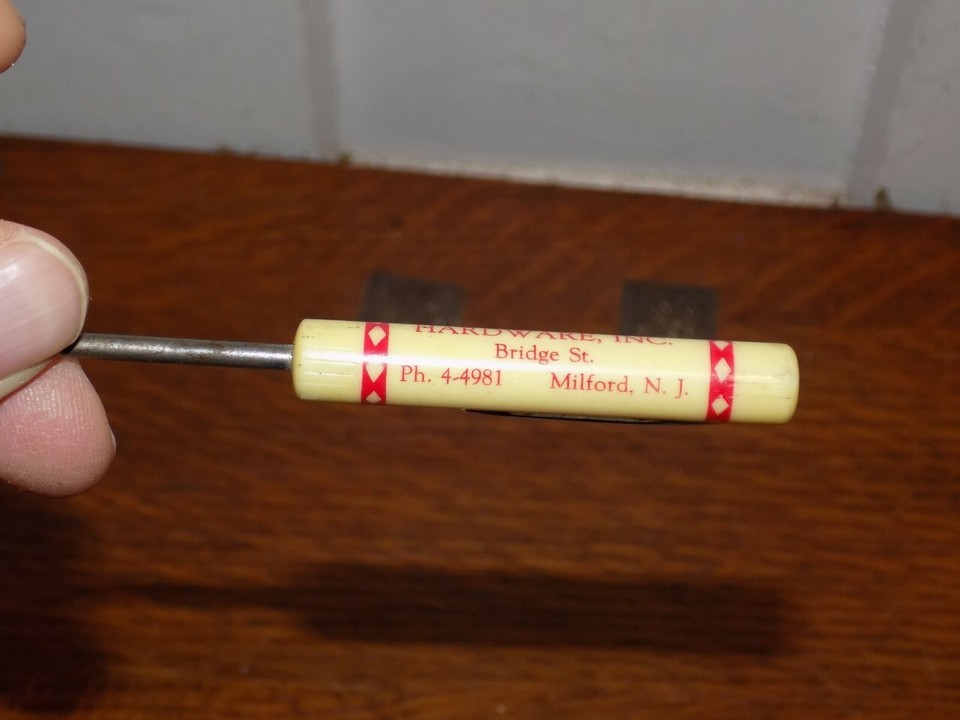 HARDWARE, INC.
Bridge St.
Ph. 4-4981 Milford, N. J.